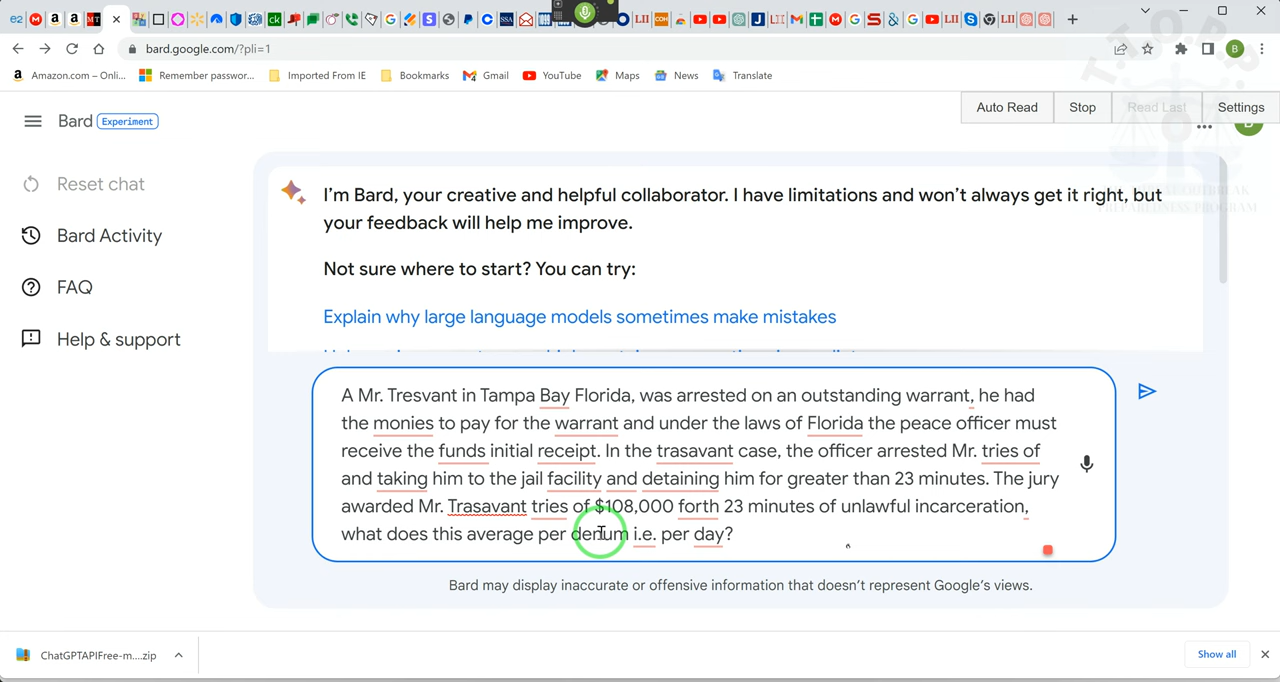 bard.google.com/?pli=1
Amazon.com – Onli...
Remember passwor...
Imported From IE
Bookmarks
Gmail
YouTube
Maps
News
Translate
Auto Read
Stop
Read Last
Settings
Bard Experiment
Reset chat
Bard Activity
FAQ
Help & support
I'm Bard, your creative and helpful collaborator. I have limitations and won't always get it right, but
your feedback will help me improve.
Not sure where to start? You can try:
Explain why large language models sometimes make mistakes
A Mr. Tresvant in Tampa Bay Florida, was arrested on an outstanding warrant, he had
the monies to pay for the warrant and under the laws of Florida the peace officer must
receive the funds initial receipt. In the trasavant case, the officer arrested Mr. tries of
and taking him to the jail facility and detaining him for greater than 23 minutes. The jury
awarded Mr. Trasavant tries of $108,000 forth 23 minutes of unlawful incarceration,
what does this average per derium i.e. per day?
Bard may display inaccurate or offensive information that doesn't represent Google's views.
ChatGPTAPIFree-m....zip
Show all
T.I.O.P.P.